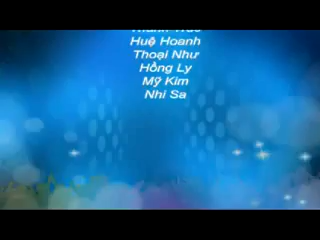 Huệ Hoanh
Thoại Như
Hồng Ly
Mỹ Kim
Nhi Sa